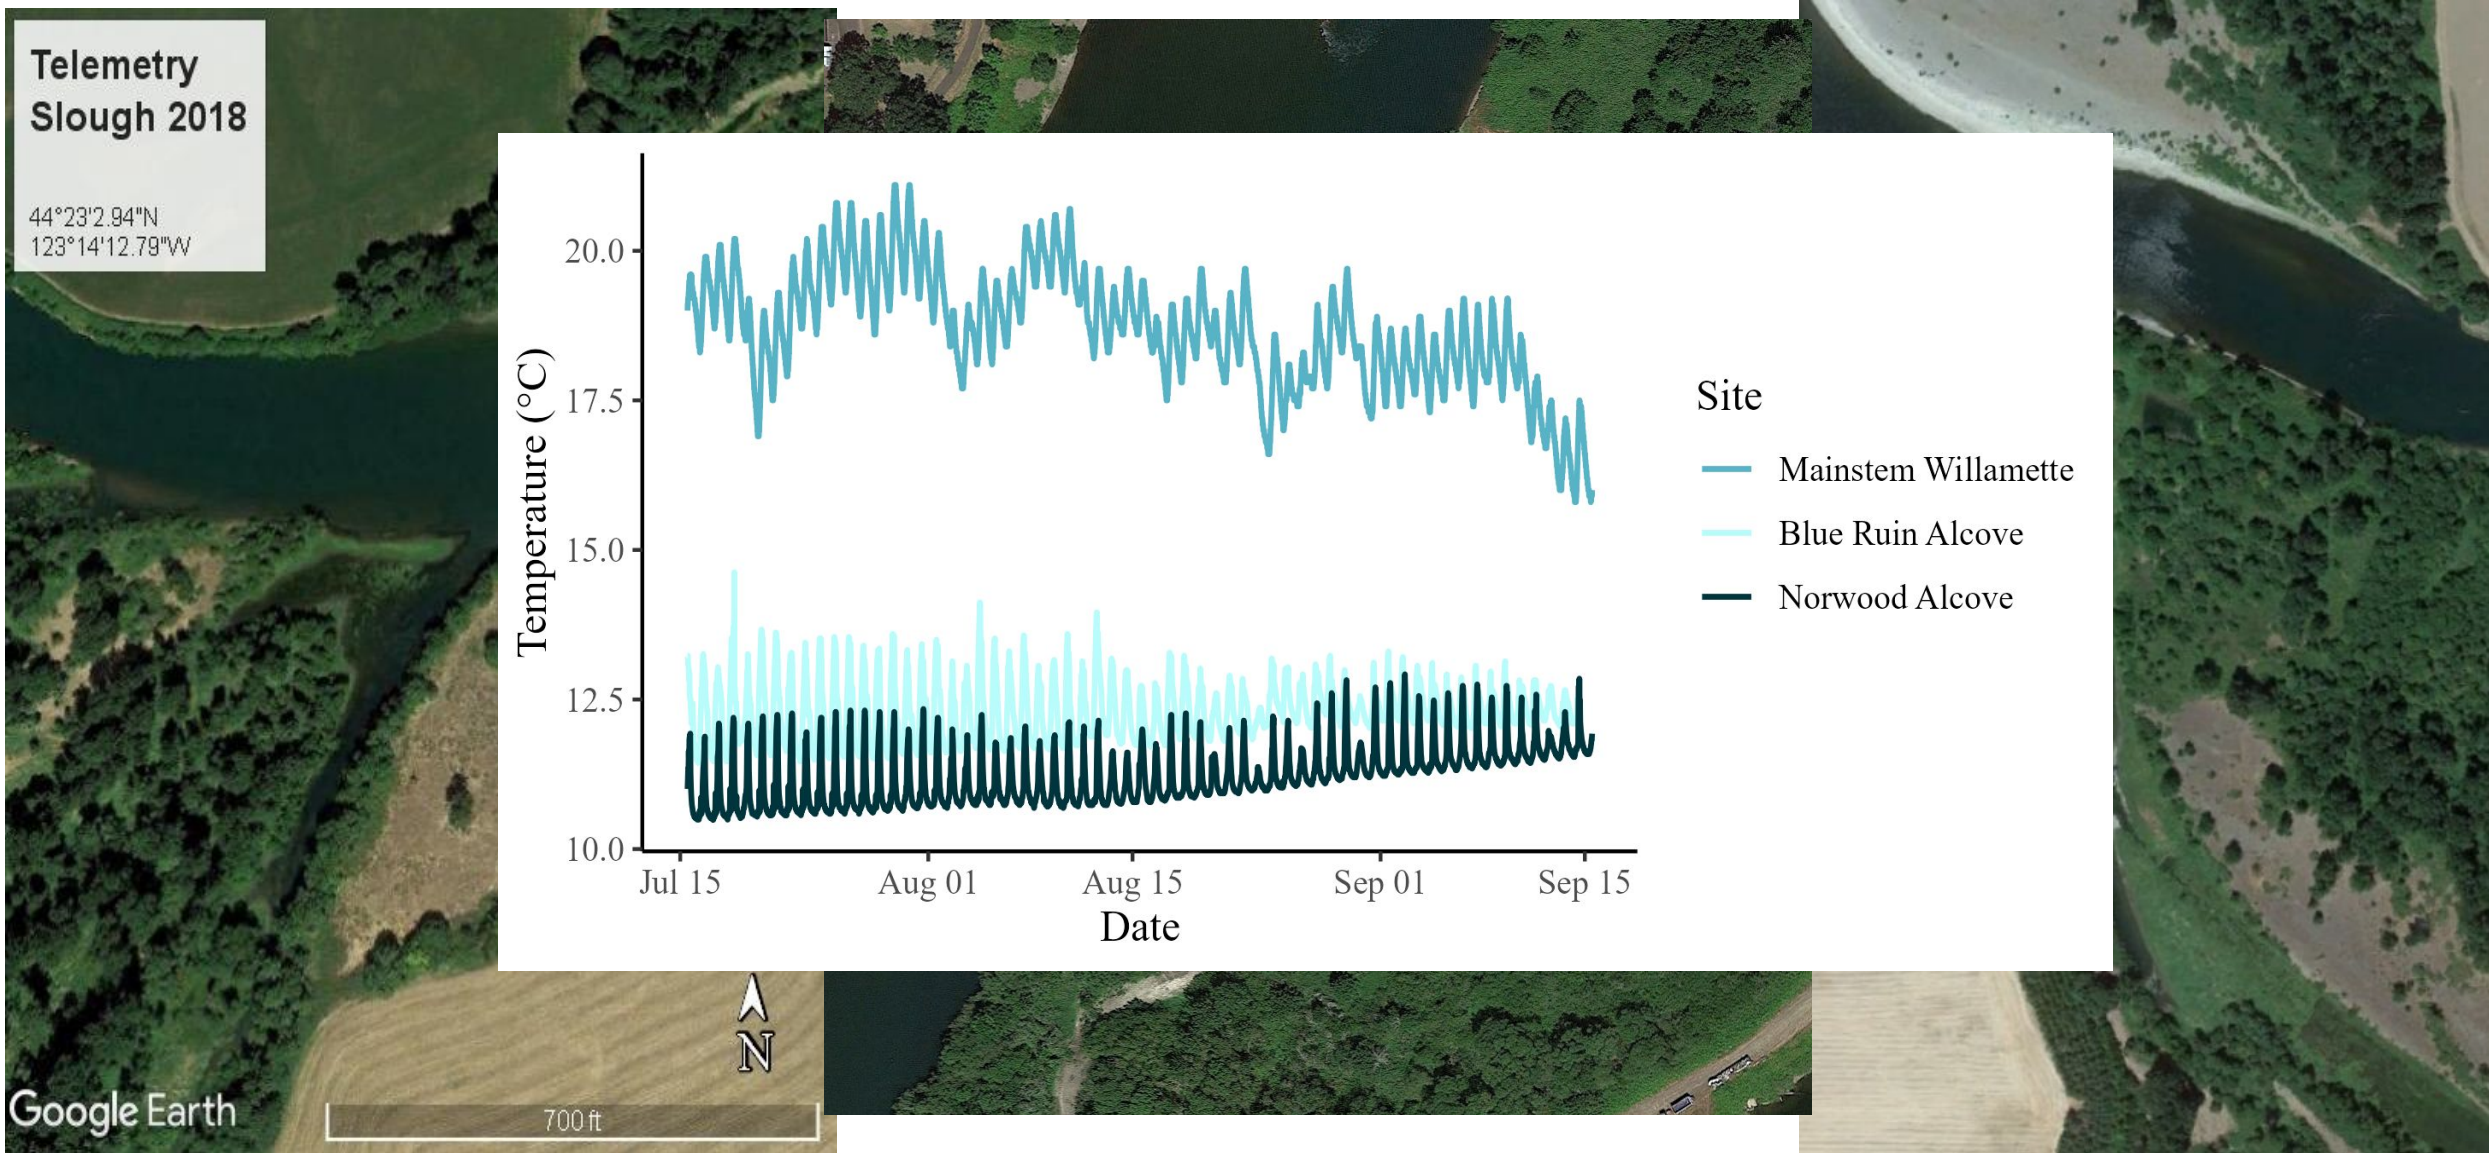 Telemetry
Slough 2018
44°23'2.94"N
123°14'12.79"W
Temperature (°C)
20.0
17.5
15.0
12.5
10.0
Jul 15
Aug 01
Aug 15
Sep 01
Sep 15
Date
Site
Mainstem Willamette
Blue Ruin Alcove
Norwood Alcove
N
Google Earth
700 ft